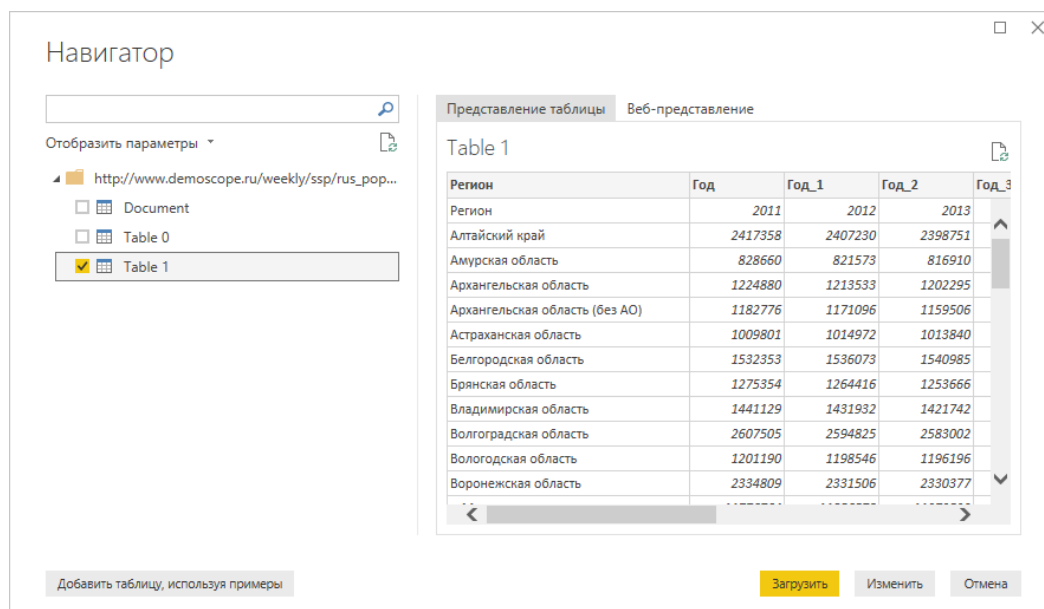 Навигатор
Отобразить параметры
http://www.demoscope.ru/weekly/ssp/rus_pop...
Document
Table 0
Table 1
Представление таблицы Веб-представление
Table 1
Регион Год Год_1 Год_2 Год_3
Регион 2011 2012 2013
Алтайский край 2417358 2407230 2398751
Амурская область 828660 821573 816910
Архангельская область 1224880 1213533 1202295
Архангельская область (без АО) 1182776 1171096 1159506
Астраханская область 1009801 1014972 1013840
Белгородская область 1532353 1536073 1540985
Брянская область 1275354 1264416 1253666
Владимирская область 1441129 1431932 1421742
Волгоградская область 2607505 2594825 2583002
Вологодская область 1201190 1198546 1196196
Воронежская область 2334809 2331506 2330377
Добавить таблицу, используя примеры Загрузить Изменить Отмена